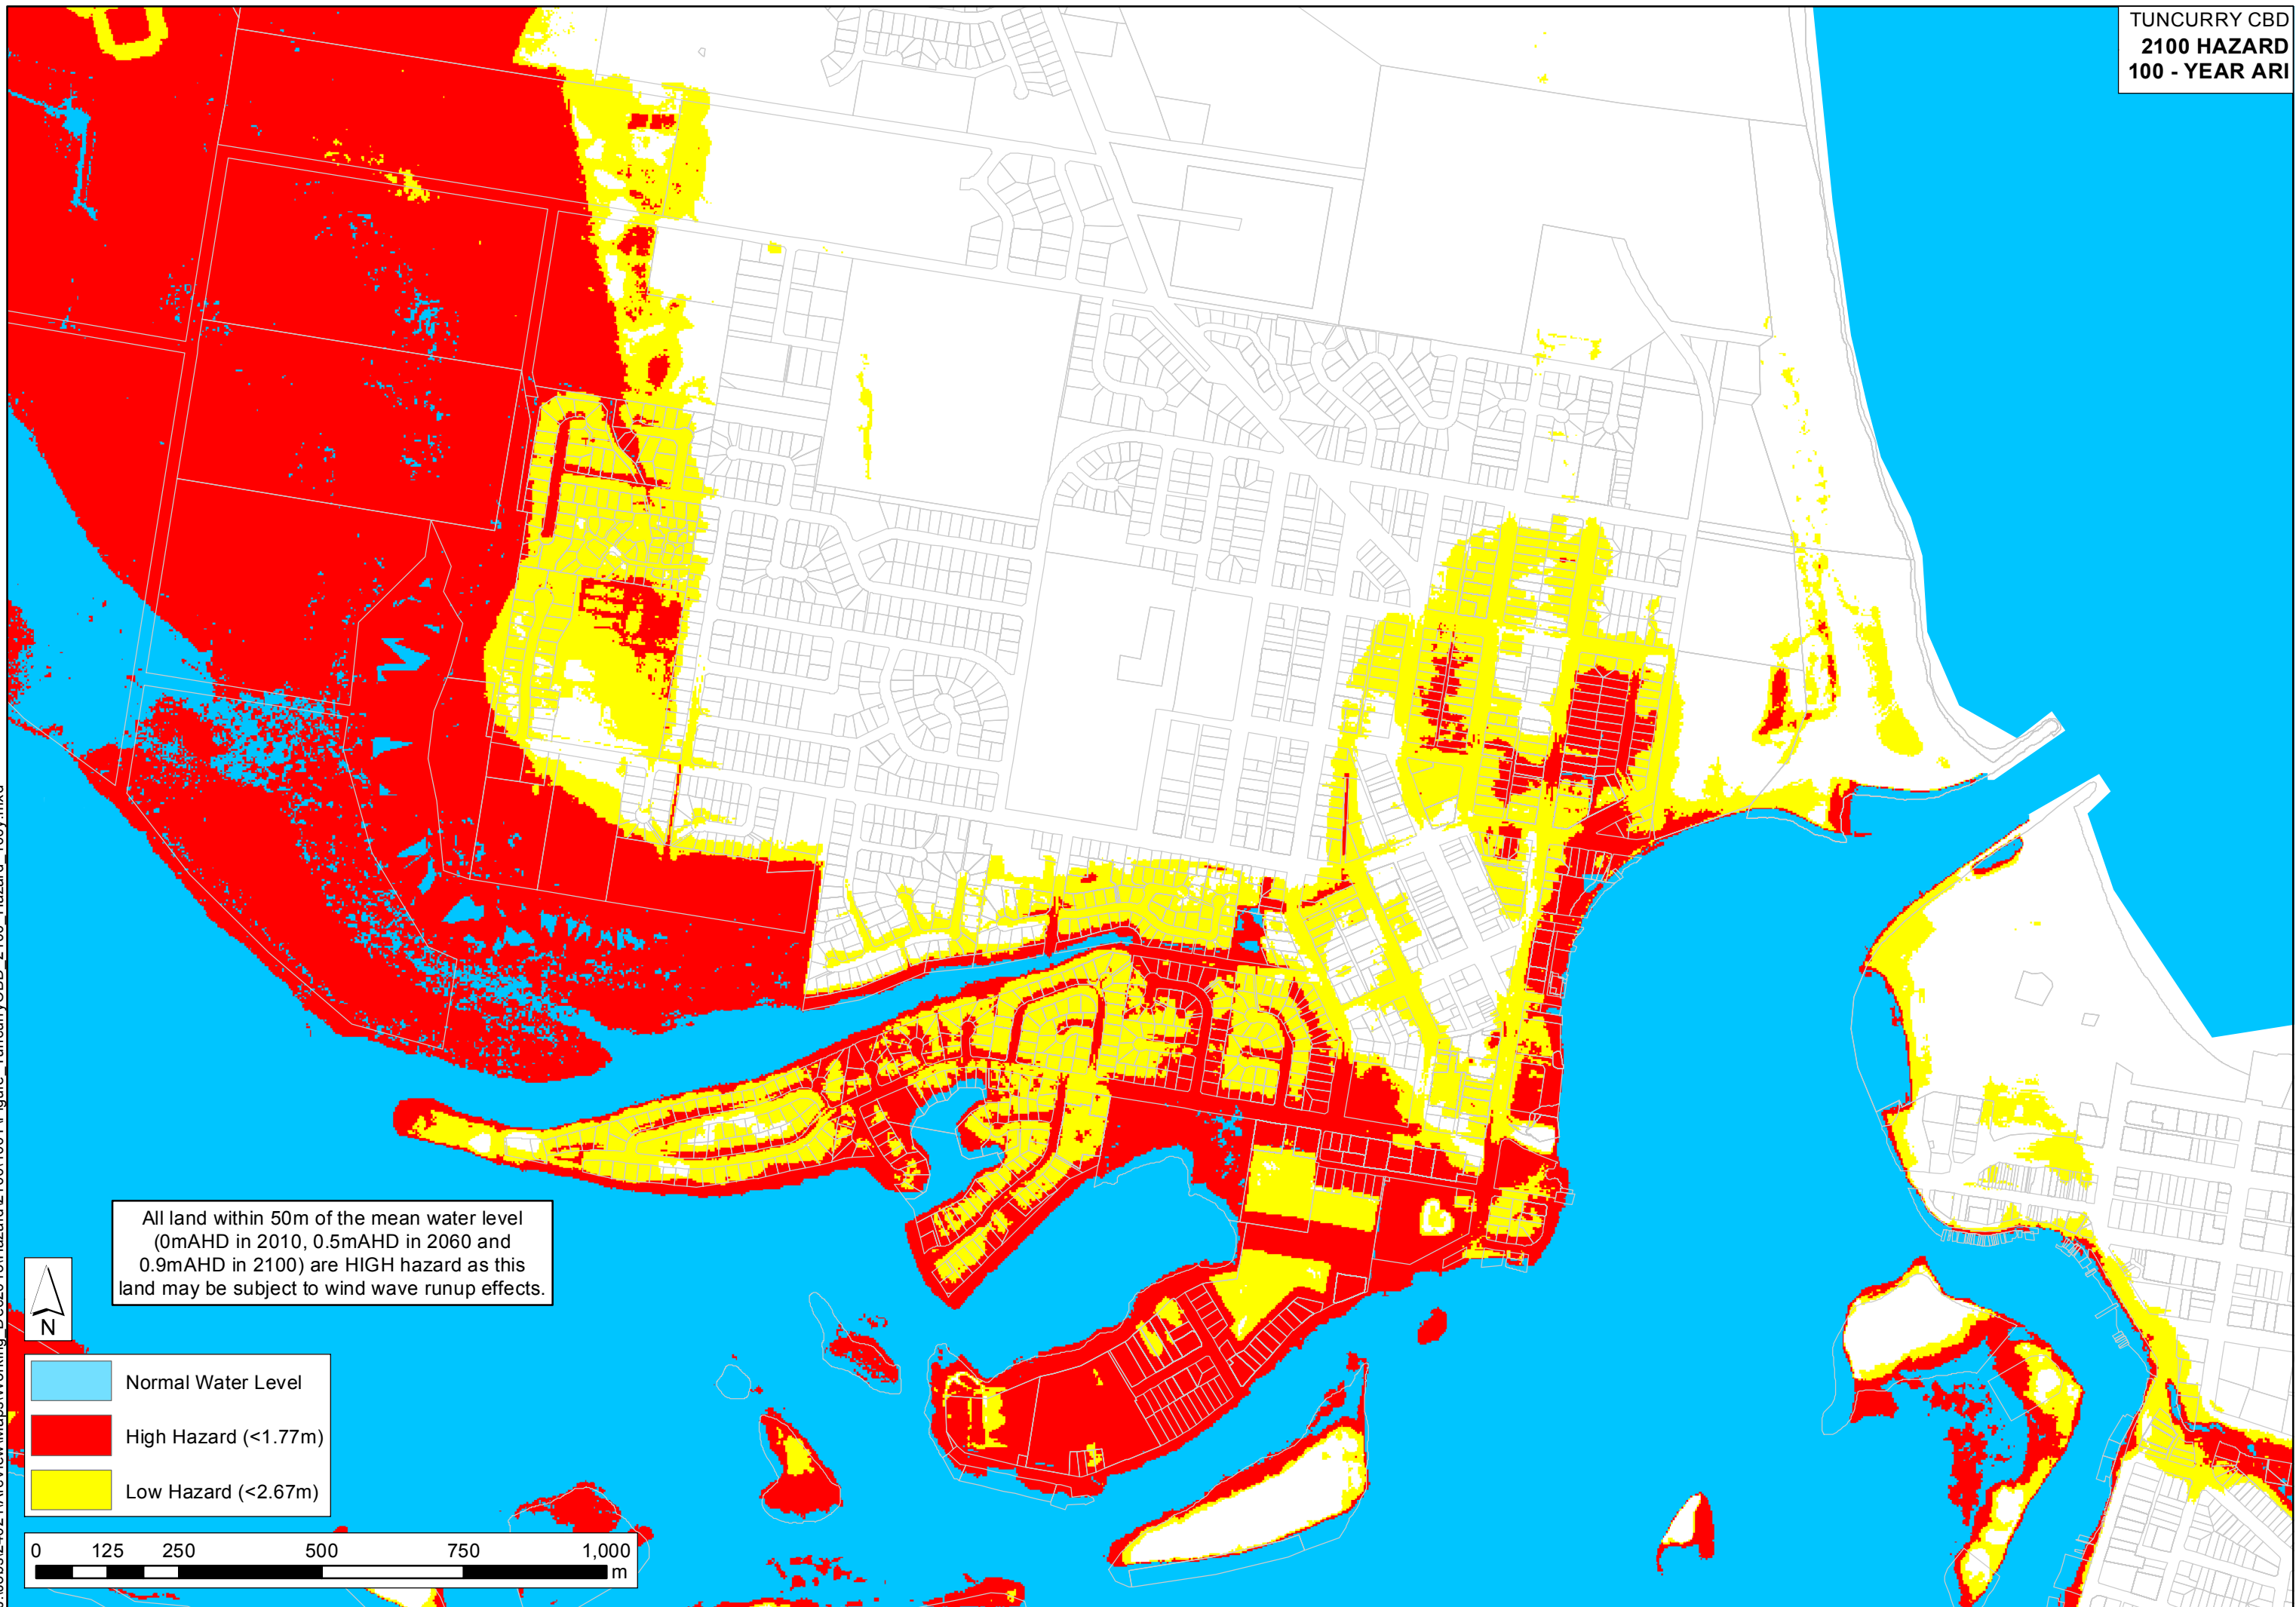 TUNCURRY CBD
2100 HAZARD
100 - YEAR ARI
All land within 50m of the mean water level
(0mAHD in 2010, 0.5mAHD in 2060 and
0.9mAHD in 2100) are HIGH hazard as this
land may be subject to wind wave runup effects.
N
Normal Water Level
High Hazard (<1.77m)
Low Hazard (<2.67m)
0 125 250 500 750 1,000
m